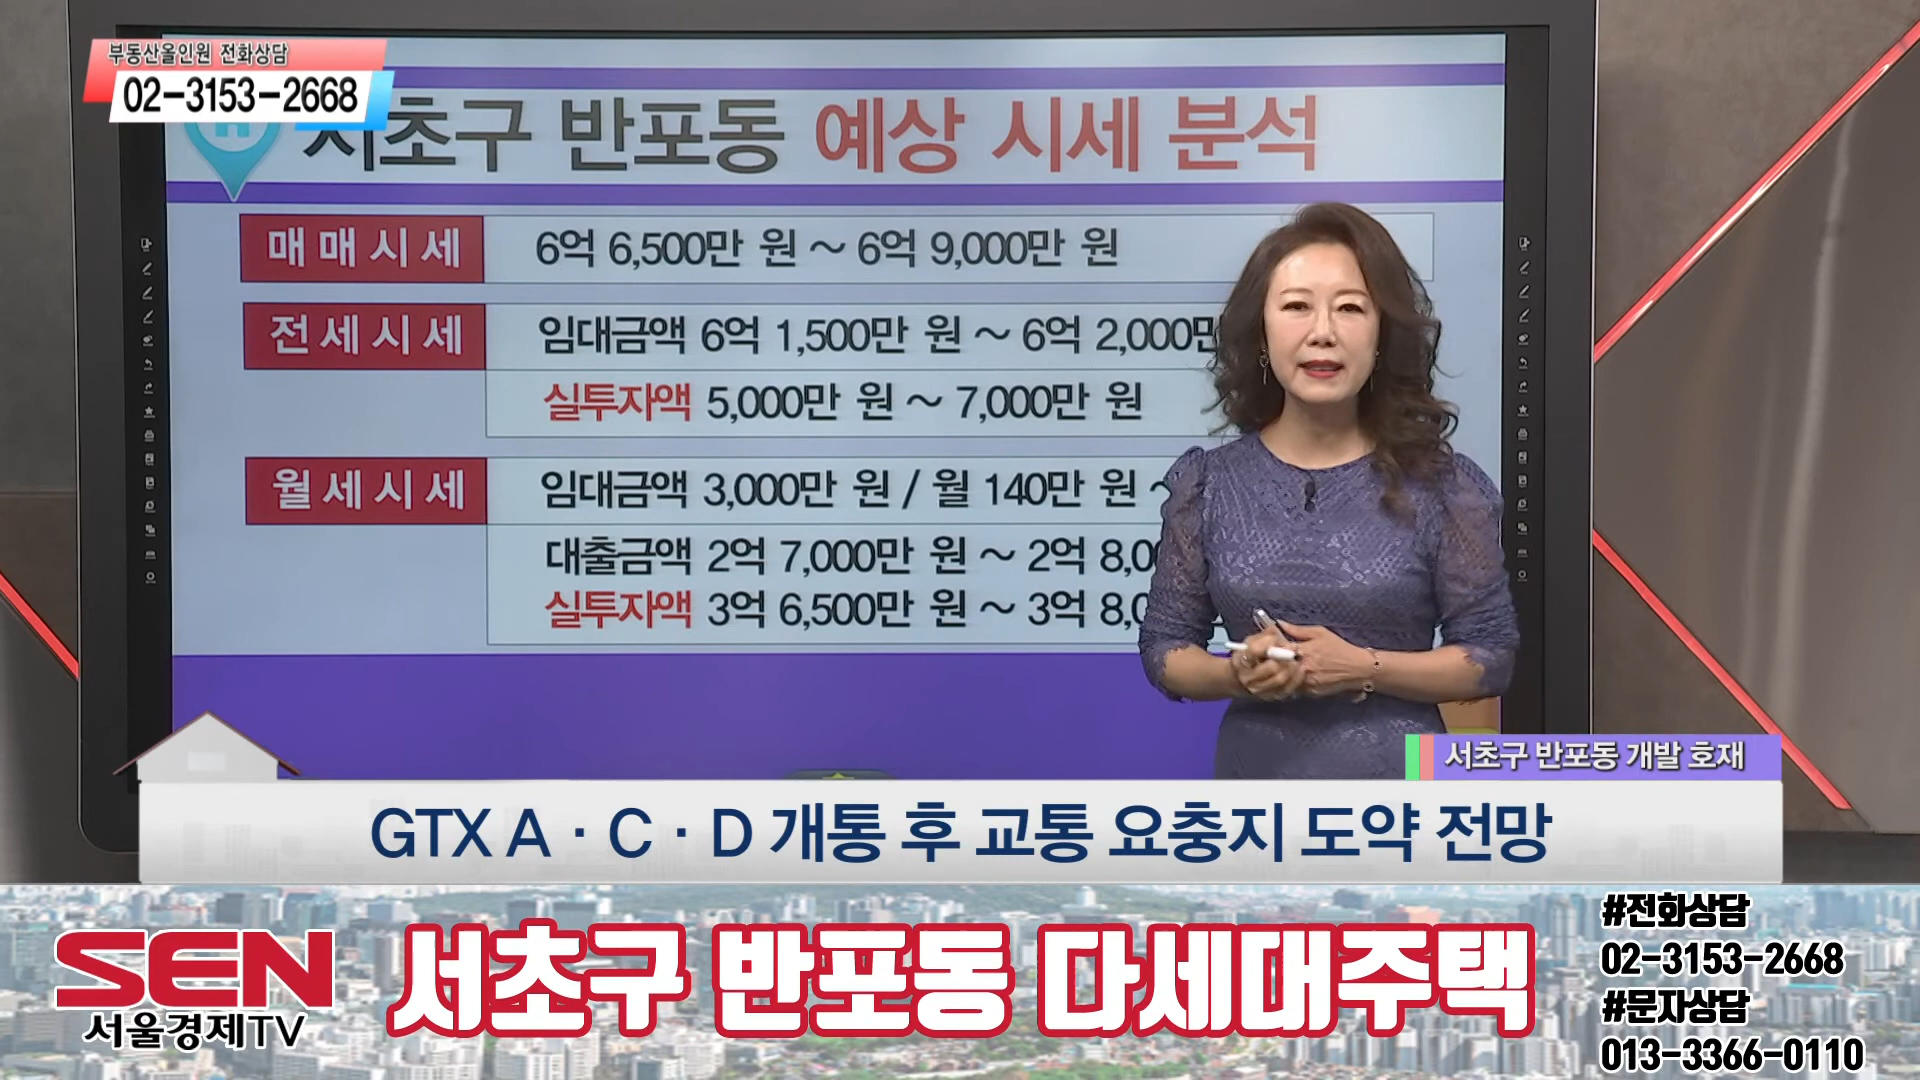 부동산올인원 전화상담
02-3153-2668
서초구 반포동 예상 시세 분석
매매시세 6억 6,500만 원 ~ 6억 9,000만 원
전세시세 임대금액 6억 1,500만 원 ~ 6억 2,000만
실투자액 5,000만 원 ~ 7,000만 원
월세시세 임대금액 3,000만 원 / 월 140만 원 ~
대출금액 2억 7,000만 원 ~ 2억 8,00
실투자액 3억 6,500만 원 ~ 3억 8,0
서초구 반포동 개발 호재
GTX A · C · D 개통 후 교통 요충지 도약 전망
SEN
서울경제TV
서초구 반포동 다세대주택
#전화상담
02-3153-2668
#문자상담
013-3366-0110